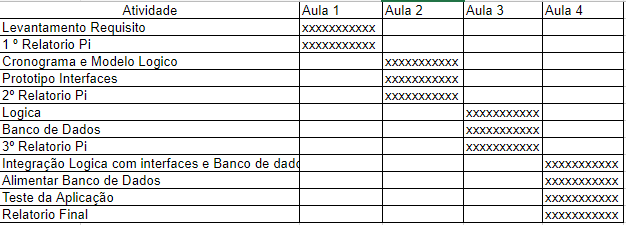 Atividade Aula 1 Aula 2 Aula 3 Aula 4
Levantamento Requisito xxxxxxxxxxx
1 º Relatorio Pi xxxxxxxxxxx
Cronograma e Modelo Logico xxxxxxxxxxx
Prototipo Interfaces xxxxxxxxxxx
2º Relatorio Pi xxxxxxxxxxx
Logica xxxxxxxxxxx
Banco de Dados xxxxxxxxxxx
3º Relatorio Pi xxxxxxxxxxx
Integração Logica com interfaces e Banco de dado xxxxxxxxxxx
Alimentar Banco de Dados xxxxxxxxxxx
Teste da Aplicação xxxxxxxxxxx
Relatorio Final xxxxxxxxxxx